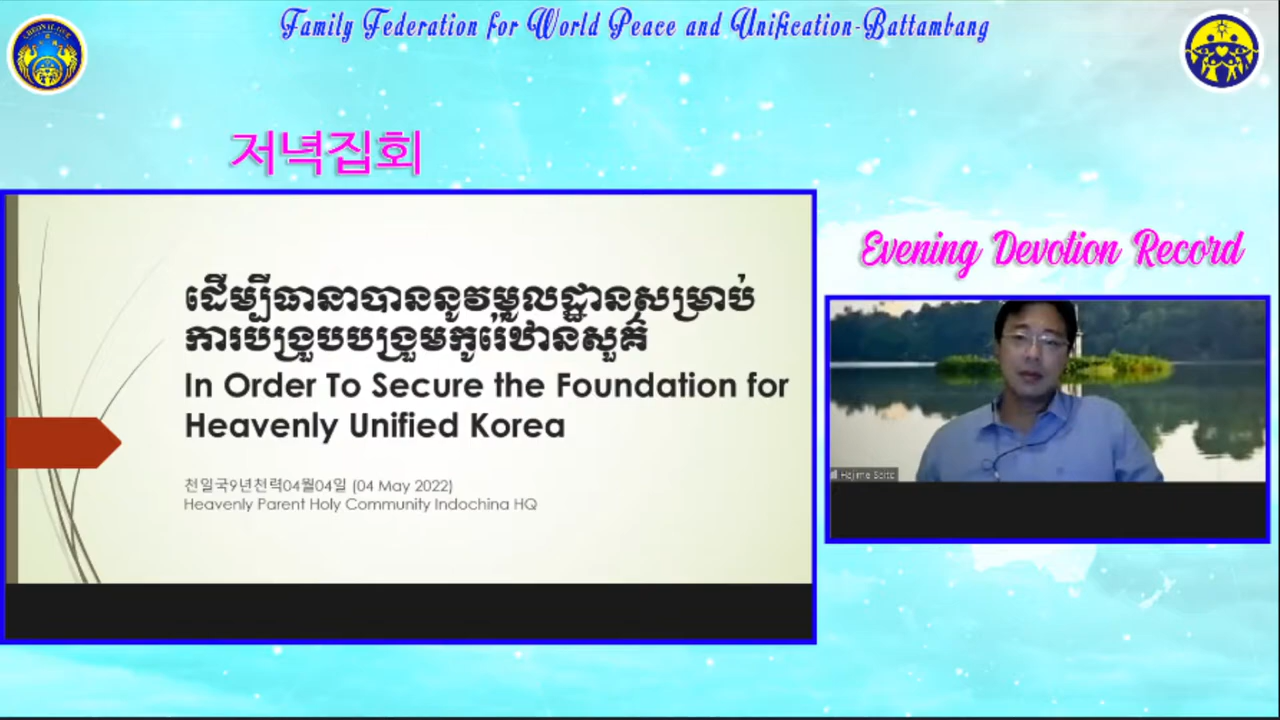 Family Federation for World Peace and Unification-Battambang
저녁집회
Evening Devotion Record
ដើម្បីធានាបាននូវមូលដ្ឋានសម្រាប់
ការបង្រួបបង្រួមកូរ៉េឋានសួគ៌
In Order To Secure the Foundation for
Heavenly Unified Korea
천일국9년천력04월04일 (04 May 2022)
Heavenly Parent Holy Community Indochina HQ
Hajime Saito